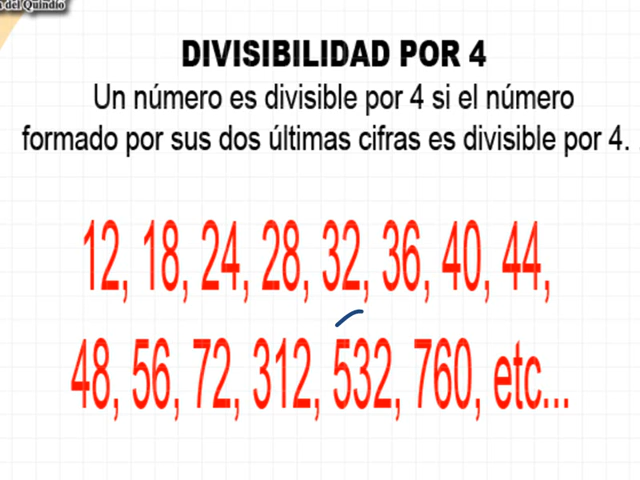 del Quindío
DIVISIBILIDAD POR 4
Un número es divisible por 4 si el número
formado por sus dos últimas cifras es divisible por 4.
12, 18, 24, 28, 32, 36, 40, 44,
48, 56, 72, 312, 532, 760, etc...